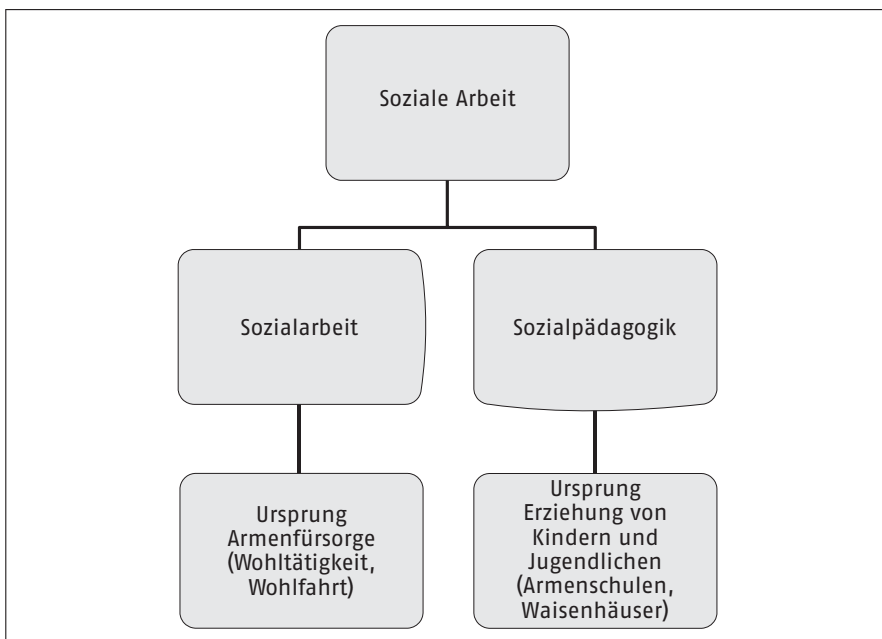 Soziale Arbeit
Sozialarbeit
Sozialpädagogik
Ursprung
Armenfürsorge
(Wohltätigkeit,
Wohlfahrt)
Ursprung
Erziehung von
Kindern und
Jugendlichen
(Armenschulen,
Waisenhäuser)